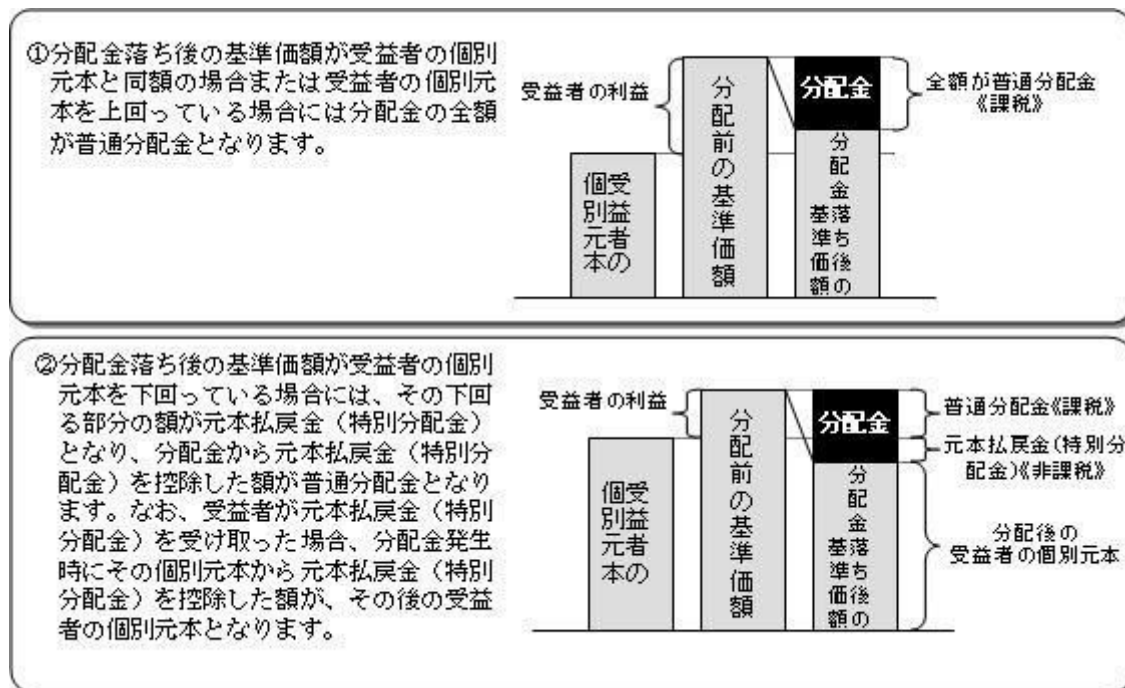 ①分配金落ち後の基準価額が受益者の個別
元本と同額の場合または受益者の個別元
本を上回っている場合には分配金の全額
が普通分配金となります。
受益者の利益
受益者の
個別元本
分配前の基準価額
分配金
分配金落ち後の
基準価額
全額が普通分配金
《課税》
②分配金落ち後の基準価額が受益者の個別
元本を下回っている場合には、その下回
る部分の額が元本払戻金(特別分配金)
となり、分配金から元本払戻金(特別分
配金)を控除した額が普通分配金となり
ます。なお、受益者が元本払戻金(特別
分配金)を受け取った場合、分配金発生
時にその個別元本から元本払戻金(特別
分配金)を控除した額が、その後の受益
者の個別元本となります。
受益者の利益
受益者の
個別元本
分配前の基準価額
分配金
分配金落ち後の
基準価額
普通分配金《課税》
元本払戻金(特別分
配金)《非課税》
分配後の
受益者の個別元本